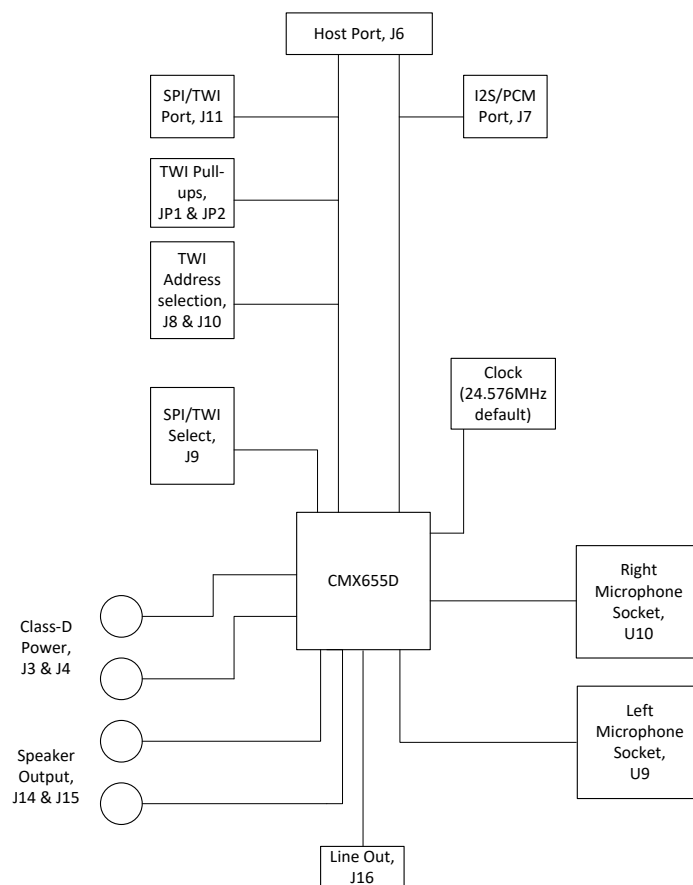 Host Port, J6
SPI/TWI
Port, J11
I2S/PCM
Port, J7
TWI Pull-
ups,
JP1 & JP2
TWI
Address
selection,
J8 & J10
Clock
(24.576MHz
default)
SPI/TWI
Select,
J9
CMX655D
Right
Microphone
Socket,
U10
Class-D
Power,
J3 & J4
Left
Microphone
Socket,
U9
Speaker
Output,
J14 & J15
Line Out,
J16